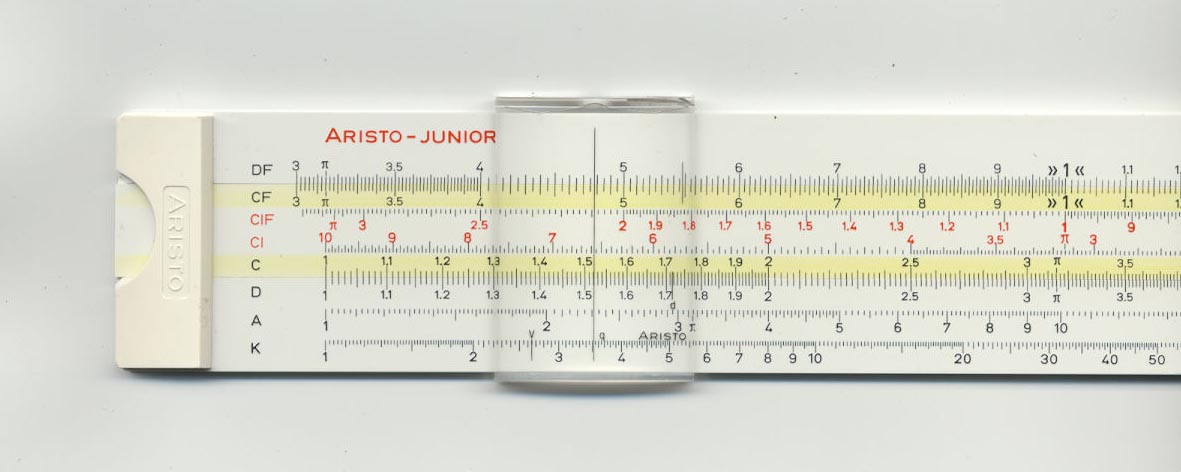 ARISTO-JUNIOR
DF 3 π 3.5 4 5 6 7 8 9 »1« 1.1
CF 3 π 3.5 4 5 6 7 8 9 »1« 1.1
CIF π 3 2.5 2 1.9 1.8 1.7 1.6 1.5 1.4 1.3 1.2 1.1 1 9
CI 10 9 8 7 6 5 4 3.5 π 3
C 1 1.1 1.2 1.3 1.4 1.5 1.6 1.7 1.8 1.9 2 2.5 3 π 3.5
D 1 1.1 1.2 1.3 1.4 1.5 1.6 1.7 1.8 1.9 2 2.5 3 π 3.5
d
A 1 2 3 π 4 5 6 7 8 9 10
V q ARISTO
K 1 2 3 4 5 6 7 8 9 10 20 30 40 50
ARISTO